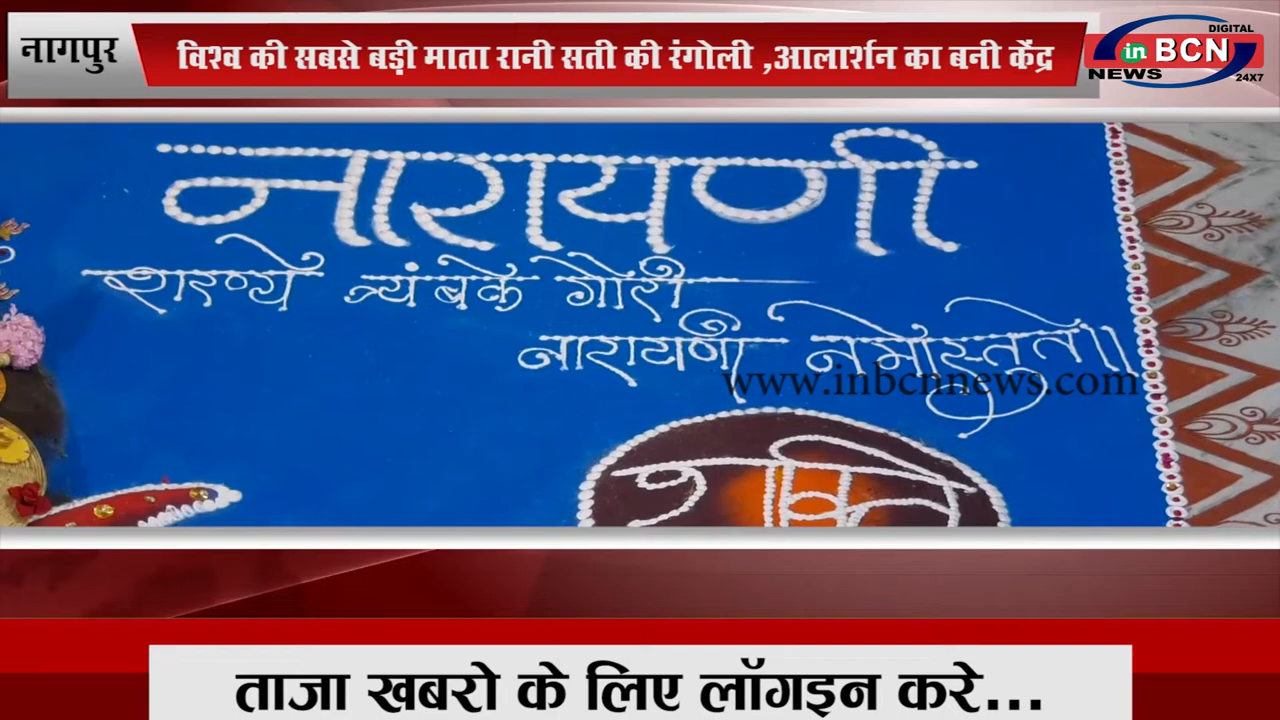 नागपुर
विश्व की सबसे बड़ी माता रानी सती की रंगोली ,आलार्शन का बनी केंद्र
DIGITAL
in BCN
NEWS
24X7
नारायणी
शरण्ये त्र्यंबके गोरी
नारायणी नमोस्तुते॥
www.inbcnnews.com
शक्ति
ताजा खबरो के लिए लॉगइन करे...